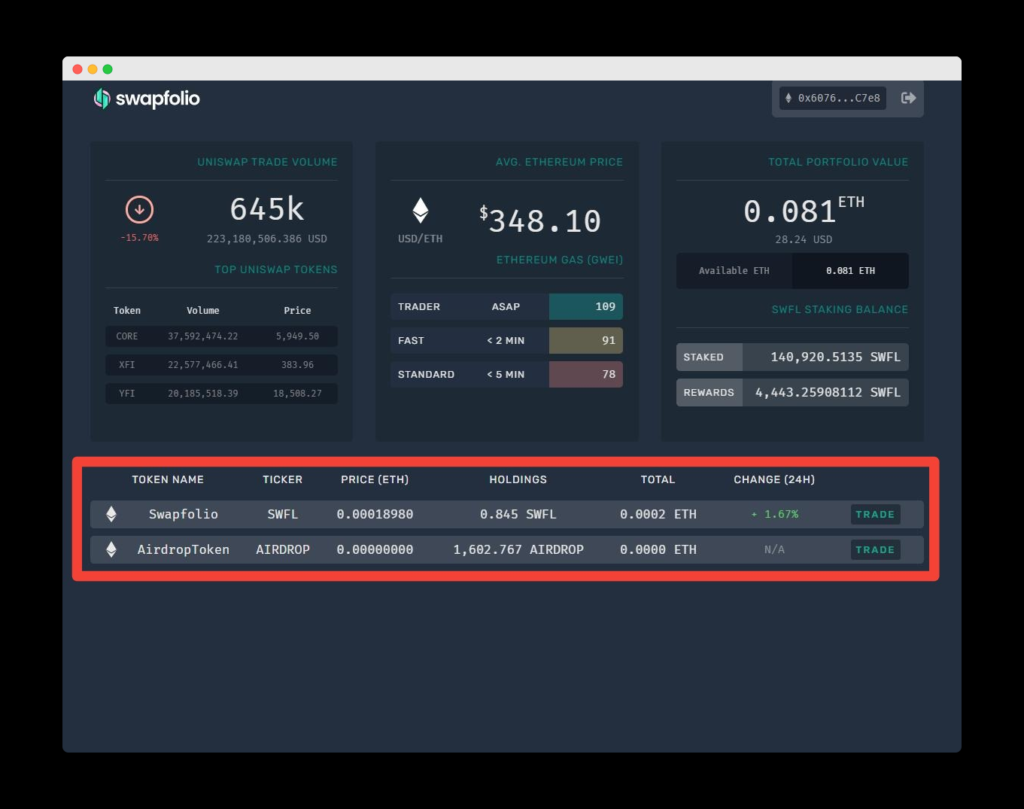 swapfolio
0x6076...C7e8
UNISWAP TRADE VOLUME
645k
-15.70%
223,180,506.386 USD
TOP UNISWAP TOKENS
Token Volume Price
CORE 37,592,474.22 5,949.50
XFI 22,577,466.41 383.96
YFI 20,185,518.39 18,508.27
AVG. ETHEREUM PRICE
$348.10
USD/ETH
ETHEREUM GAS (GWEI)
TRADER ASAP 109
FAST < 2 MIN 91
STANDARD < 5 MIN 78
TOTAL PORTFOLIO VALUE
0.081 ETH
28.24 USD
Available ETH 0.081 ETH
SWFL STAKING BALANCE
STAKED 140,920.5135 SWFL
REWARDS 4,443.25908112 SWFL
TOKEN NAME TICKER PRICE (ETH) HOLDINGS TOTAL CHANGE (24H)
Swapfolio SWFL 0.00018980 0.845 SWFL 0.0002 ETH + 1.67% TRADE
AirdropToken AIRDROP 0.00000000 1,602.767 AIRDROP 0.0000 ETH N/A TRADE